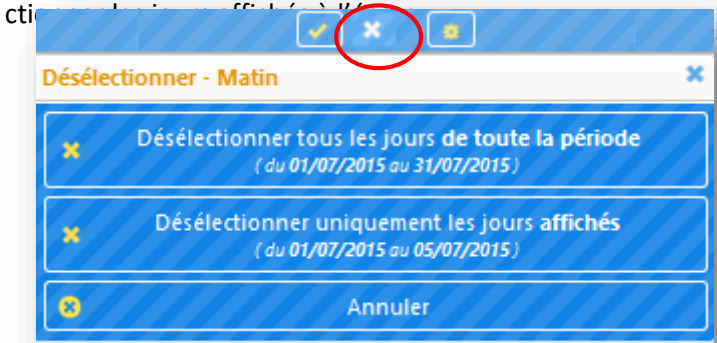 Désélectionner - Matin
Désélectionner tous les jours de toute la période
( du 01/07/2015 au 31/07/2015 )
Désélectionner uniquement les jours affichés
( du 01/07/2015 au 05/07/2015 )
Annuler